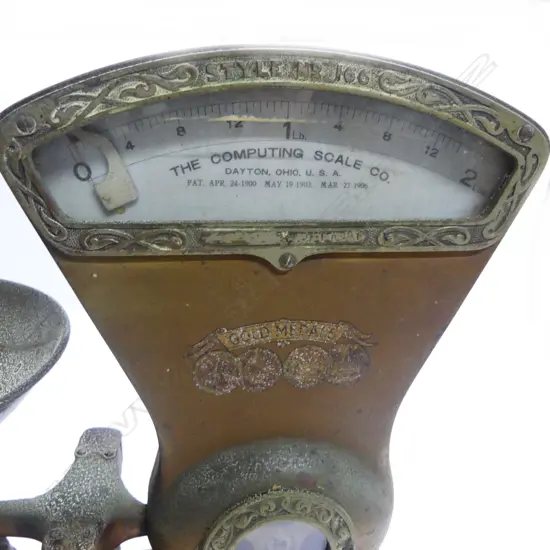 STYLE Nº 166
0 4 8 12 1 Lb. 4 8 12 2
THE COMPUTING SCALE CO.
DAYTON, OHIO, U. S. A.
PAT. APR. 24-1900 MAY 19 1903. MAR 27 1906
GOLD MEDALS